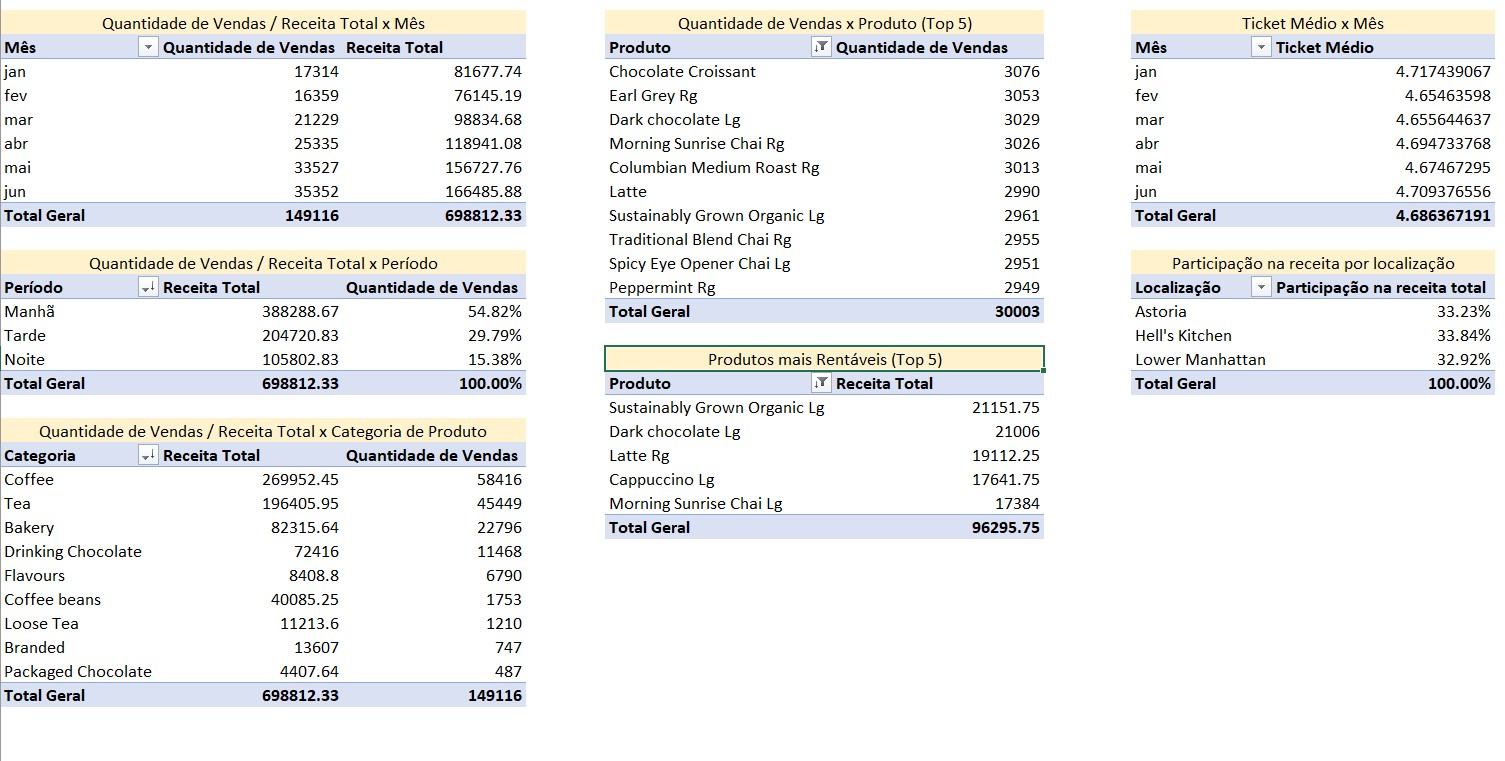 Quantidade de Vendas / Receita Total x Mês
Mês Quantidade de Vendas Receita Total
jan 17314 81677.74
fev 16359 76145.19
mar 21229 98834.68
abr 25335 118941.08
mai 33527 156727.76
jun 35352 166485.88
Total Geral 149116 698812.33
Quantidade de Vendas / Receita Total x Período
Período Receita Total Quantidade de Vendas
Manhã 388288.67 54.82%
Tarde 204720.83 29.79%
Noite 105802.83 15.38%
Total Geral 698812.33 100.00%
Quantidade de Vendas / Receita Total x Categoria de Produto
Categoria Receita Total Quantidade de Vendas
Coffee 269952.45 58416
Tea 196405.95 45449
Bakery 82315.64 22796
Drinking Chocolate 72416 11468
Flavours 8408.8 6790
Coffee beans 40085.25 1753
Loose Tea 11213.6 1210
Branded 13607 747
Packaged Chocolate 4407.64 487
Total Geral 698812.33 149116
Quantidade de Vendas x Produto (Top 5)
Produto Quantidade de Vendas
Chocolate Croissant 3076
Earl Grey Rg 3053
Dark chocolate Lg 3029
Morning Sunrise Chai Rg 3026
Columbian Medium Roast Rg 3013
Latte 2990
Sustainably Grown Organic Lg 2961
Traditional Blend Chai Rg 2955
Spicy Eye Opener Chai Lg 2951
Peppermint Rg 2949
Total Geral 30003
Produtos mais Rentáveis (Top 5)
Produto Receita Total
Sustainably Grown Organic Lg 21151.75
Dark chocolate Lg 21006
Latte Rg 19112.25
Cappuccino Lg 17641.75
Morning Sunrise Chai Lg 17384
Total Geral 96295.75
Ticket Médio x Mês
Mês Ticket Médio
jan 4.717439067
fev 4.65463598
mar 4.655644637
abr 4.694733768
mai 4.67467295
jun 4.709376556
Total Geral 4.686367191
Participação na receita por localização
Localização Participação na receita total
Astoria 33.23%
Hell's Kitchen 33.84%
Lower Manhattan 32.92%
Total Geral 100.00%